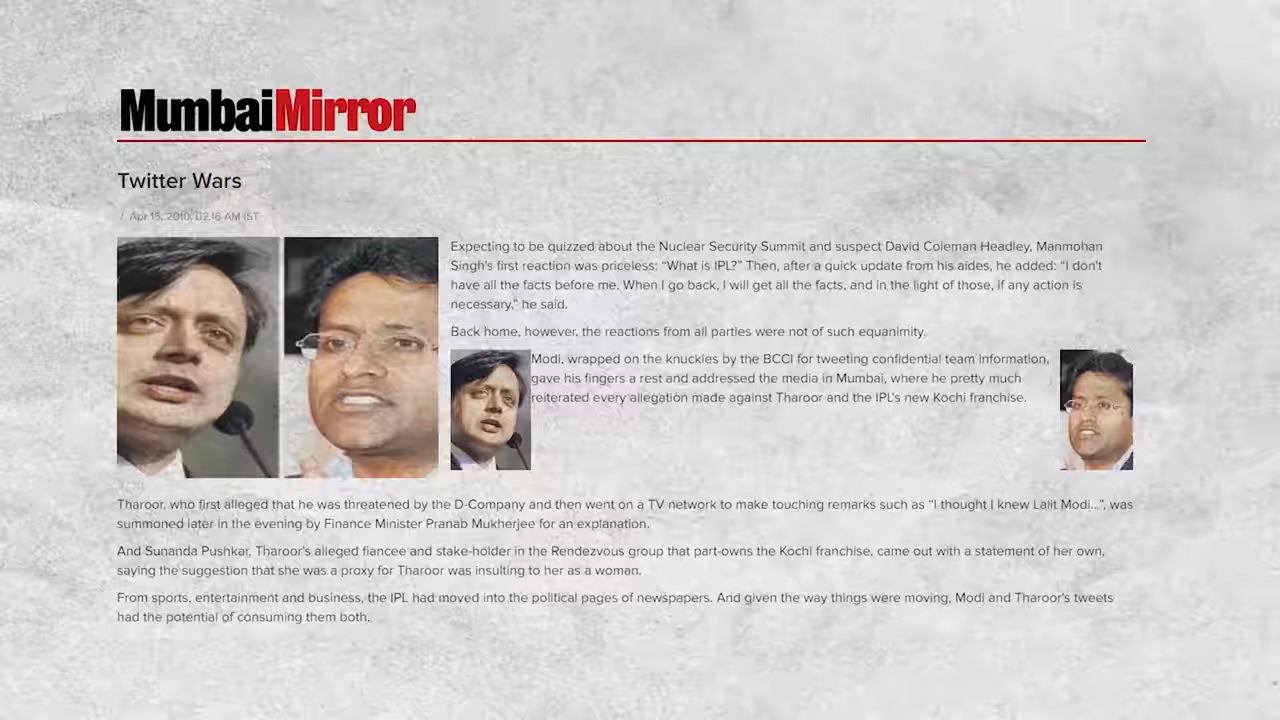 MumbaiMirror
Twitter Wars
/ Apr 15, 2010, 02:16 AM IST
Expecting to be quizzed about the Nuclear Security Summit and suspect David Coleman Headley, Manmohan
Singh's first reaction was priceless: “What is IPL?” Then, after a quick update from his aides, he added: “I don't
have all the facts before me. When I go back, I will get all the facts, and in the light of those, if any action is
necessary,” he said.
Back home, however, the reactions from all parties were not of such equanimity.
Modi, wrapped on the knuckles by the BCCI for tweeting confidential team information,
gave his fingers a rest and addressed the media in Mumbai, where he pretty much
reiterated every allegation made against Tharoor and the IPL's new Kochi franchise.
Tharoor, who first alleged that he was threatened by the D-Company and then went on a TV network to make touching remarks such as “I thought I knew Lalit Modi...”, was
summoned later in the evening by Finance Minister Pranab Mukherjee for an explanation.
And Sunanda Pushkar, Tharoor's alleged fiancee and stake-holder in the Rendezvous group that part-owns the Kochi franchise, came out with a statement of her own,
saying the suggestion that she was a proxy for Tharoor was insulting to her as a woman.
From sports, entertainment and business, the IPL had moved into the political pages of newspapers. And given the way things were moving, Modi and Tharoor's tweets
had the potential of consuming them both.